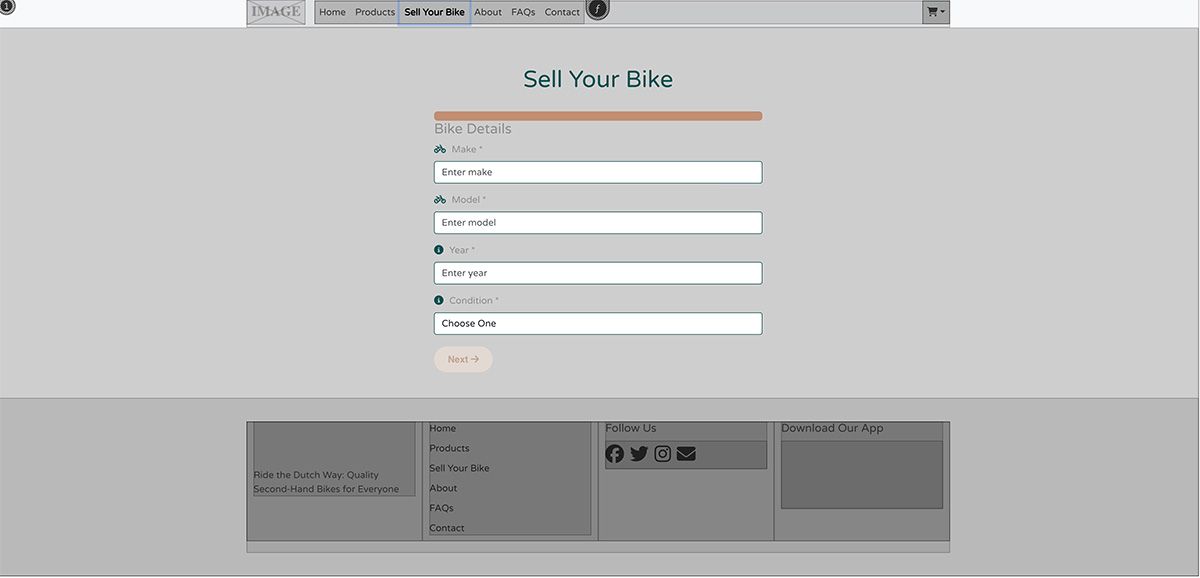 1
IMAGE
Home Products Sell Your Bike About FAQs Contact f
Sell Your Bike
Bike Details
Make *
Enter make
Model *
Enter model
Year *
Enter year
Condition *
Choose One
Next →
Ride the Dutch Way: Quality
Second-Hand Bikes for Everyone
Home
Products
Sell Your Bike
About
FAQs
Contact
Follow Us
Download Our App